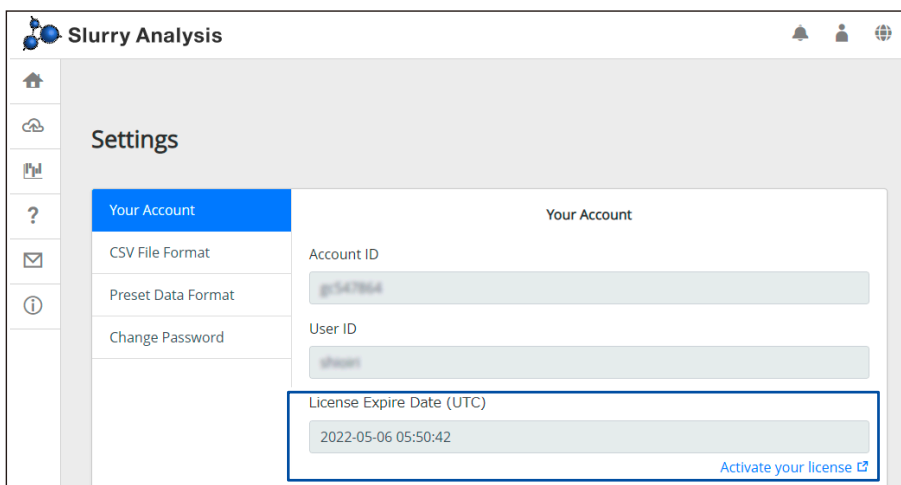 Slurry Analysis
Settings
Your Account
Your Account
CSV File Format
Account ID
Preset Data Format
User ID
Change Password
License Expire Date (UTC)
2022-05-06 05:50:42
Activate your license